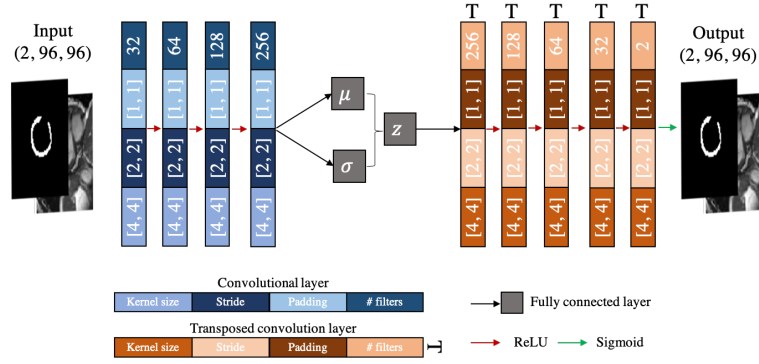 Input
(2, 96, 96)
32
[1, 1]
[2, 2]
[4, 4]
64
[1, 1]
[2, 2]
[4, 4]
128
[1, 1]
[2, 2]
[4, 4]
256
[1, 1]
[2, 2]
[4, 4]
μ
σ
z
T
256
[1, 1]
[2, 2]
[4, 4]
T
128
[1, 1]
[2, 2]
[4, 4]
T
64
[1, 1]
[2, 2]
[4, 4]
T
32
[1, 1]
[2, 2]
[4, 4]
T
2
[1, 1]
[2, 2]
[4, 4]
Output
(2, 96, 96)
Convolutional layer
Kernel size Stride Padding # filters
Transposed convolution layer
Kernel size Stride Padding # filters
T
Fully connected layer
ReLU Sigmoid